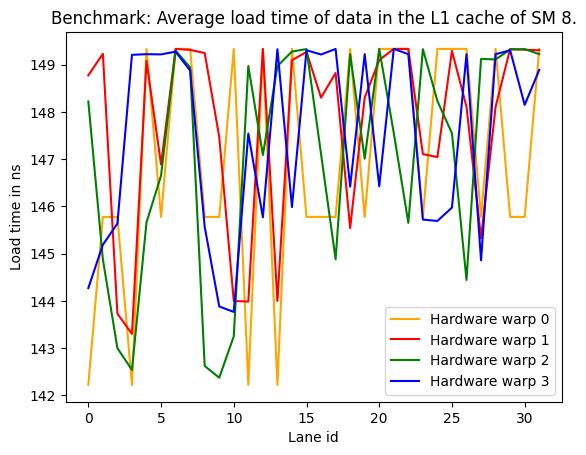 Benchmark: Average load time of data in the L1 cache of SM 8.
Load time in ns
149
148
147
146
145
144
143
142
Hardware warp 0
Hardware warp 1
Hardware warp 2
Hardware warp 3
0 5 10 15 20 25 30
Lane id